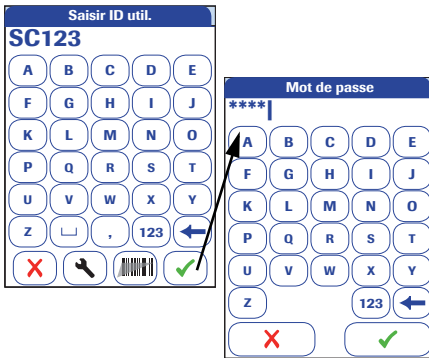 Saisir ID util.
SC123
A B C D E
F G H I J
K L M N O
P Q R S T
U V W X Y
Z , 123
Mot de passe
****
A B C D E
F G H I J
K L M N O
P Q R S T
U V W X Y
Z 123